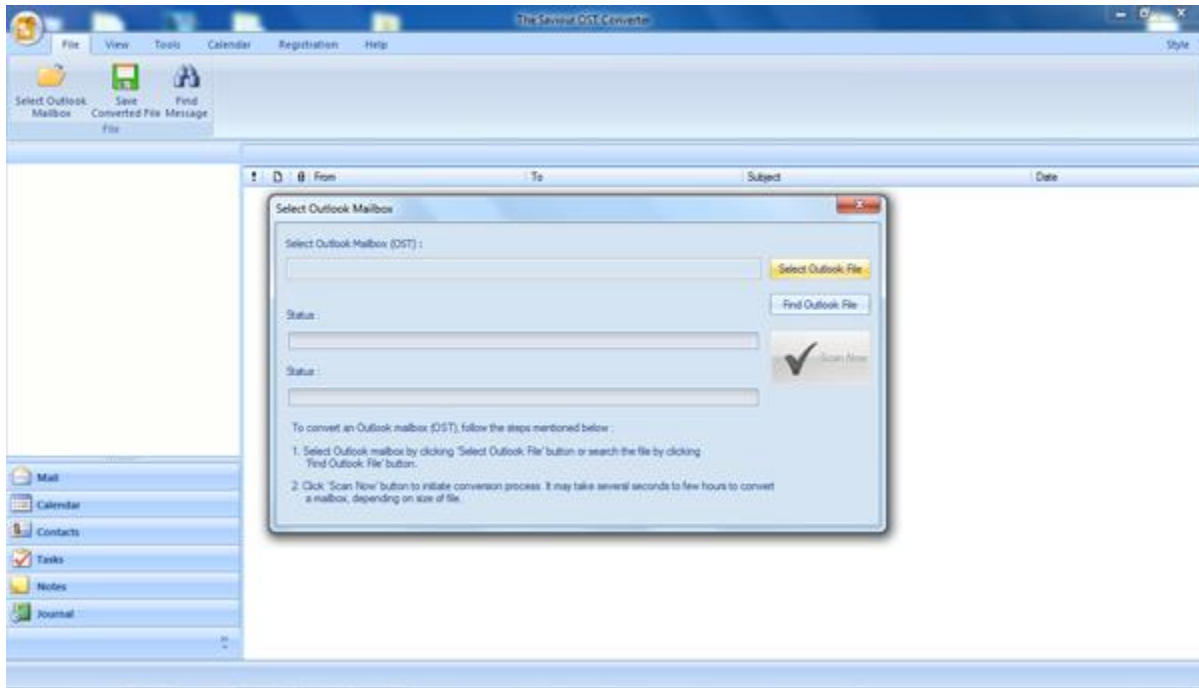 The Saviour OST Converter
File View Tools Calendar Registration Help Style
Select Outlook Save Find
Mailbox Converted File Message
File
! From To Subject Date
Select Outlook Mailbox
Select Outlook Mailbox (OST) :
Select Outlook File
Find Outlook File
Status :
Scan Now
Status :
To convert an Outlook mailbox (OST), follow the steps mentioned below :
1. Select Outlook mailbox by clicking 'Select Outlook File' button or search the file by clicking
'Find Outlook File' button.
2. Click 'Scan Now' button to initiate conversion process. It may take several seconds to few hours to convert
a mailbox, depending on size of file.
Mail
Calendar
Contacts
Tasks
Notes
Journal